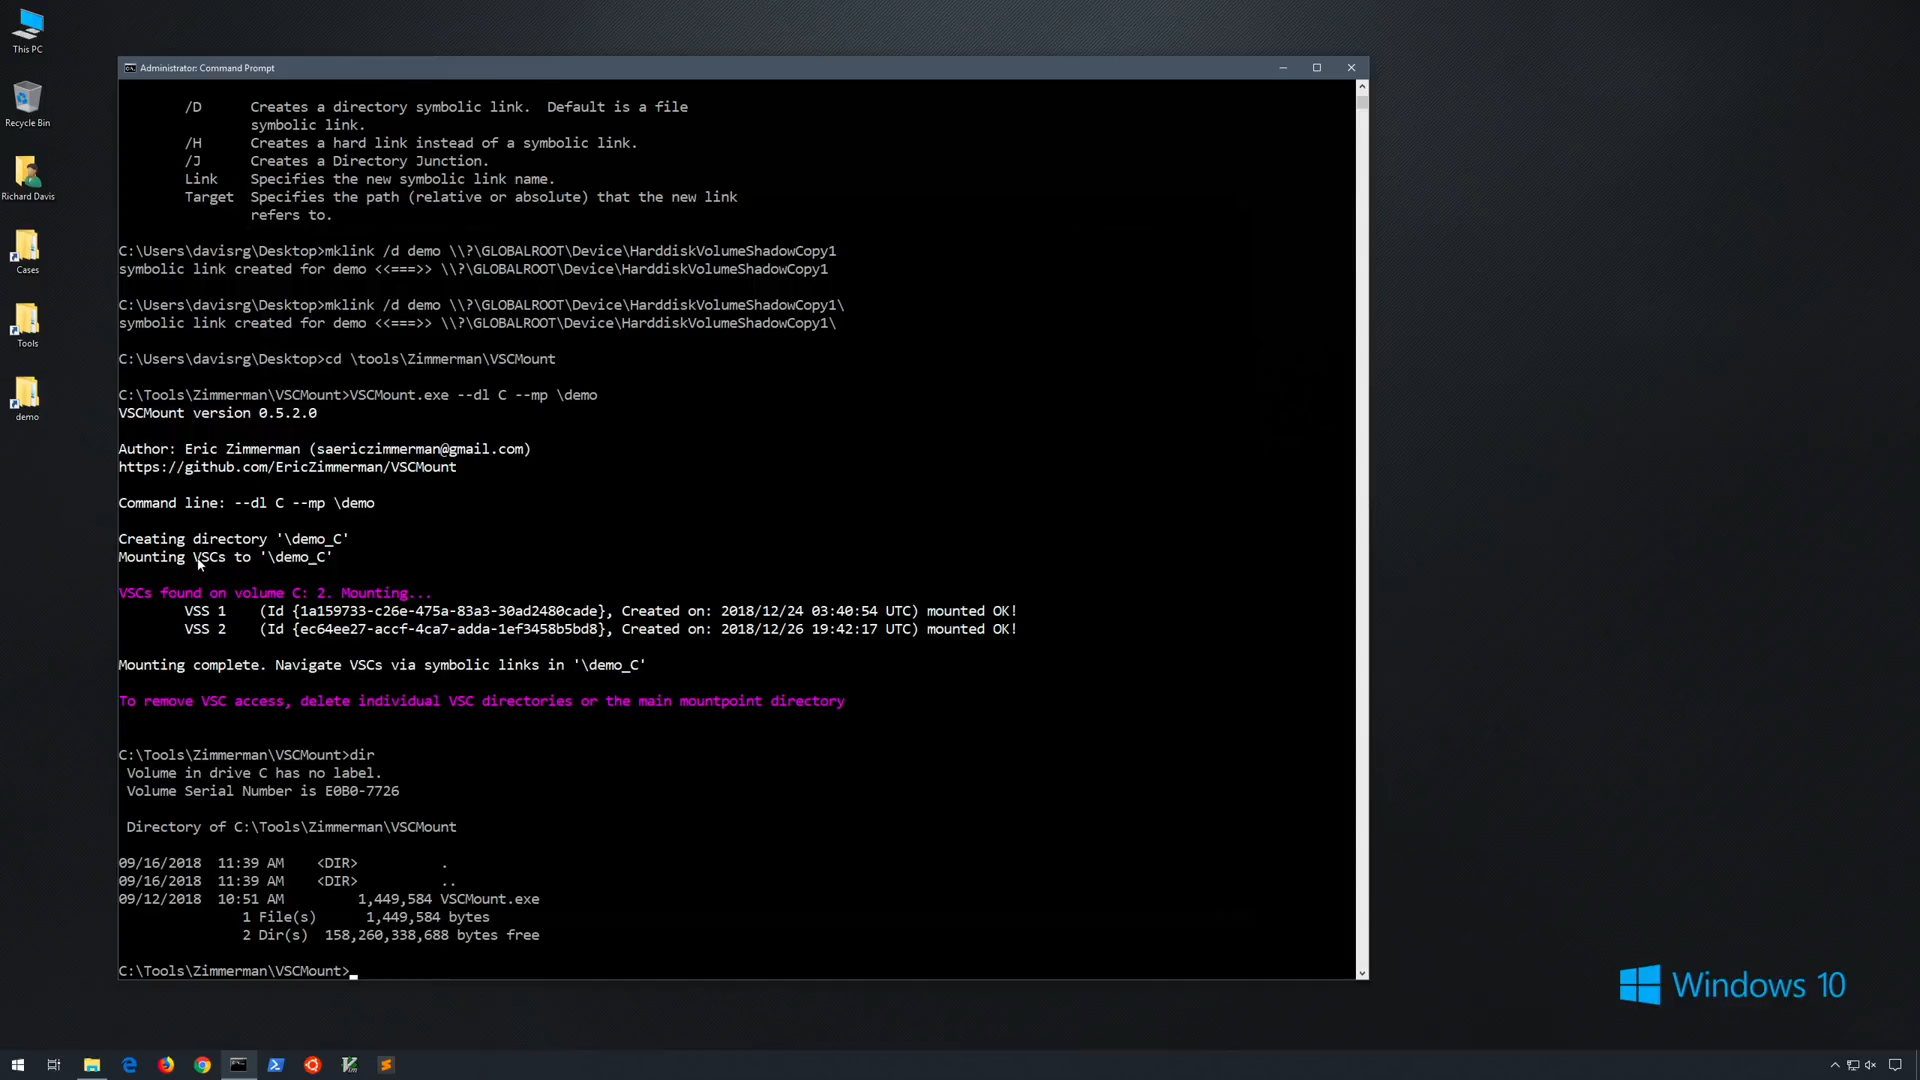 This PC
Recycle Bin
Richard Davis
Cases
Tools
demo
Administrator: Command Prompt
/D Creates a directory symbolic link. Default is a file
symbolic link.
/H Creates a hard link instead of a symbolic link.
/J Creates a Directory Junction.
Link Specifies the new symbolic link name.
Target Specifies the path (relative or absolute) that the new link
refers to.
C:\Users\davisrg\Desktop>mklink /d demo \\?\GLOBALROOT\Device\HarddiskVolumeShadowCopy1
symbolic link created for demo <<===>> \\?\GLOBALROOT\Device\HarddiskVolumeShadowCopy1
C:\Users\davisrg\Desktop>mklink /d demo \\?\GLOBALROOT\Device\HarddiskVolumeShadowCopy1\
symbolic link created for demo <<===>> \\?\GLOBALROOT\Device\HarddiskVolumeShadowCopy1\
C:\Users\davisrg\Desktop>cd \tools\Zimmerman\VSCMount
C:\Tools\Zimmerman\VSCMount>VSCMount.exe --dl C --mp \demo
VSCMount version 0.5.2.0
Author: Eric Zimmerman (saericzimmerman@gmail.com)
https://github.com/EricZimmerman/VSCMount
Command line: --dl C --mp \demo
Creating directory '\demo_C'
Mounting VSCs to '\demo_C'
VSCs found on volume C: 2. Mounting...
VSS 1 (Id {1a159733-c26e-475a-83a3-30ad2480cade}, Created on: 2018/12/24 03:40:54 UTC) mounted OK!
VSS 2 (Id {ec64ee27-accf-4ca7-adda-1ef3458b5bd8}, Created on: 2018/12/26 19:42:17 UTC) mounted OK!
Mounting complete. Navigate VSCs via symbolic links in '\demo_C'
To remove VSC access, delete individual VSC directories or the main mountpoint directory
C:\Tools\Zimmerman\VSCMount>dir
Volume in drive C has no label.
Volume Serial Number is E0B0-7726
Directory of C:\Tools\Zimmerman\VSCMount
09/16/2018 11:39 AM <DIR> .
09/16/2018 11:39 AM <DIR> ..
09/12/2018 10:51 AM 1,449,584 VSCMount.exe
1 File(s) 1,449,584 bytes
2 Dir(s) 158,260,338,688 bytes free
C:\Tools\Zimmerman\VSCMount>
Windows 10